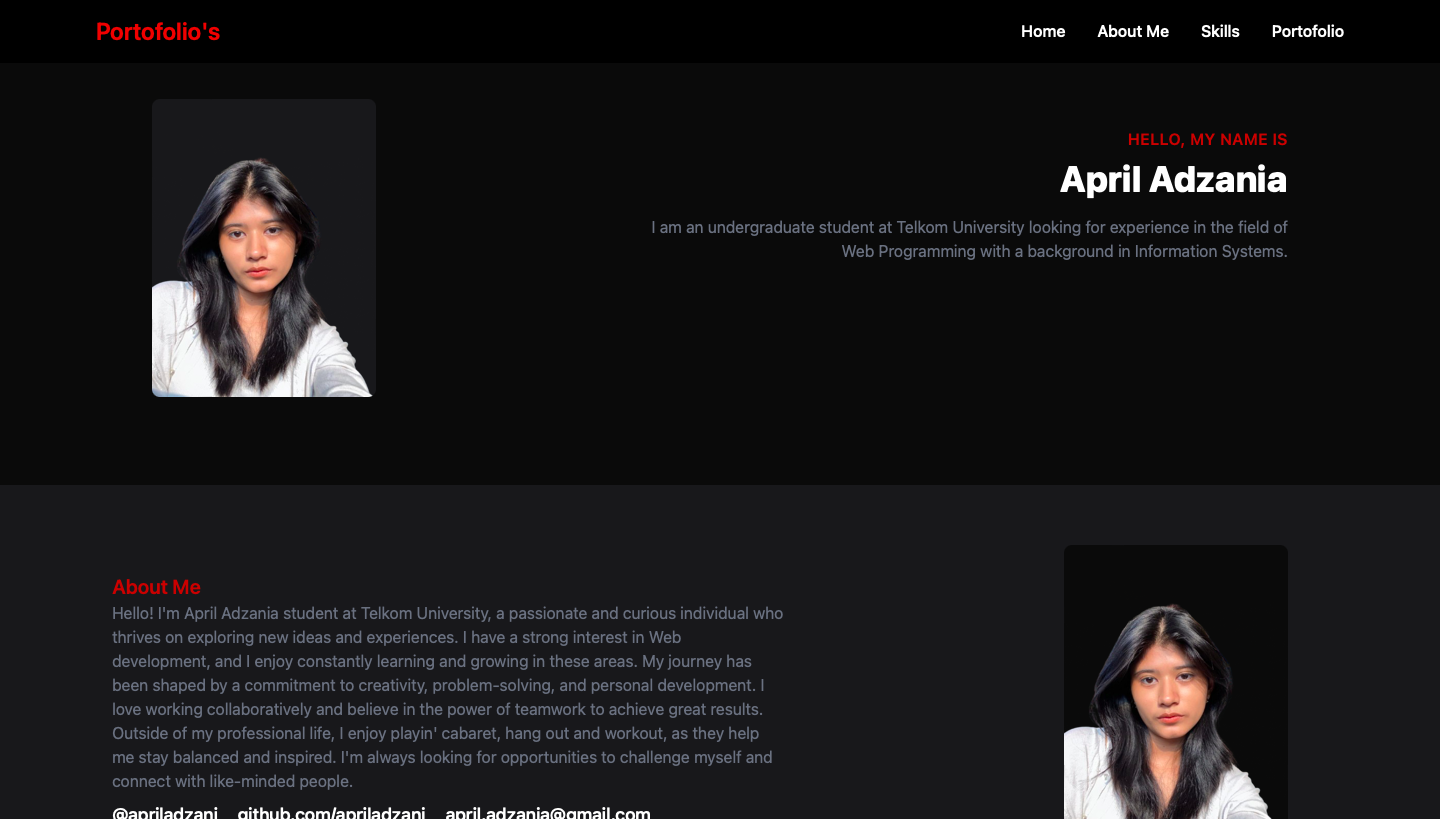 Portofolio's
Home About Me Skills Portofolio
HELLO, MY NAME IS
April Adzania
I am an undergraduate student at Telkom University looking for experience in the field of
Web Programming with a background in Information Systems.
About Me
Hello! I'm April Adzania student at Telkom University, a passionate and curious individual who
thrives on exploring new ideas and experiences. I have a strong interest in Web
development, and I enjoy constantly learning and growing in these areas. My journey has
been shaped by a commitment to creativity, problem-solving, and personal development. I
love working collaboratively and believe in the power of teamwork to achieve great results.
Outside of my professional life, I enjoy playin' cabaret, hang out and workout, as they help
me stay balanced and inspired. I'm always looking for opportunities to challenge myself and
connect with like-minded people.
@apriladzani github.com/apriladzani april.adzania@gmail.com